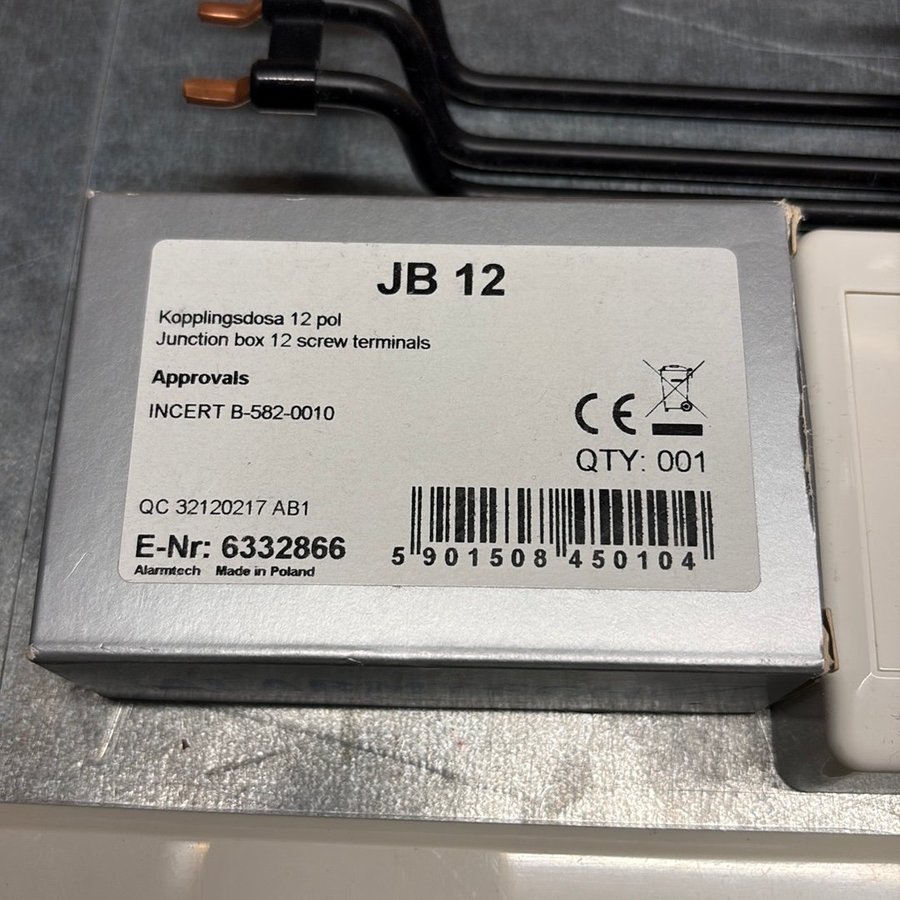 JB 12
Kopplingsdosa 12 pol
Junction box 12 screw terminals
Approvals
INCERT B-582-0010
CE
QTY: 001
QC 32120217 AB1
E-Nr: 6332866
Alarmtech Made in Poland
5 901508 450104